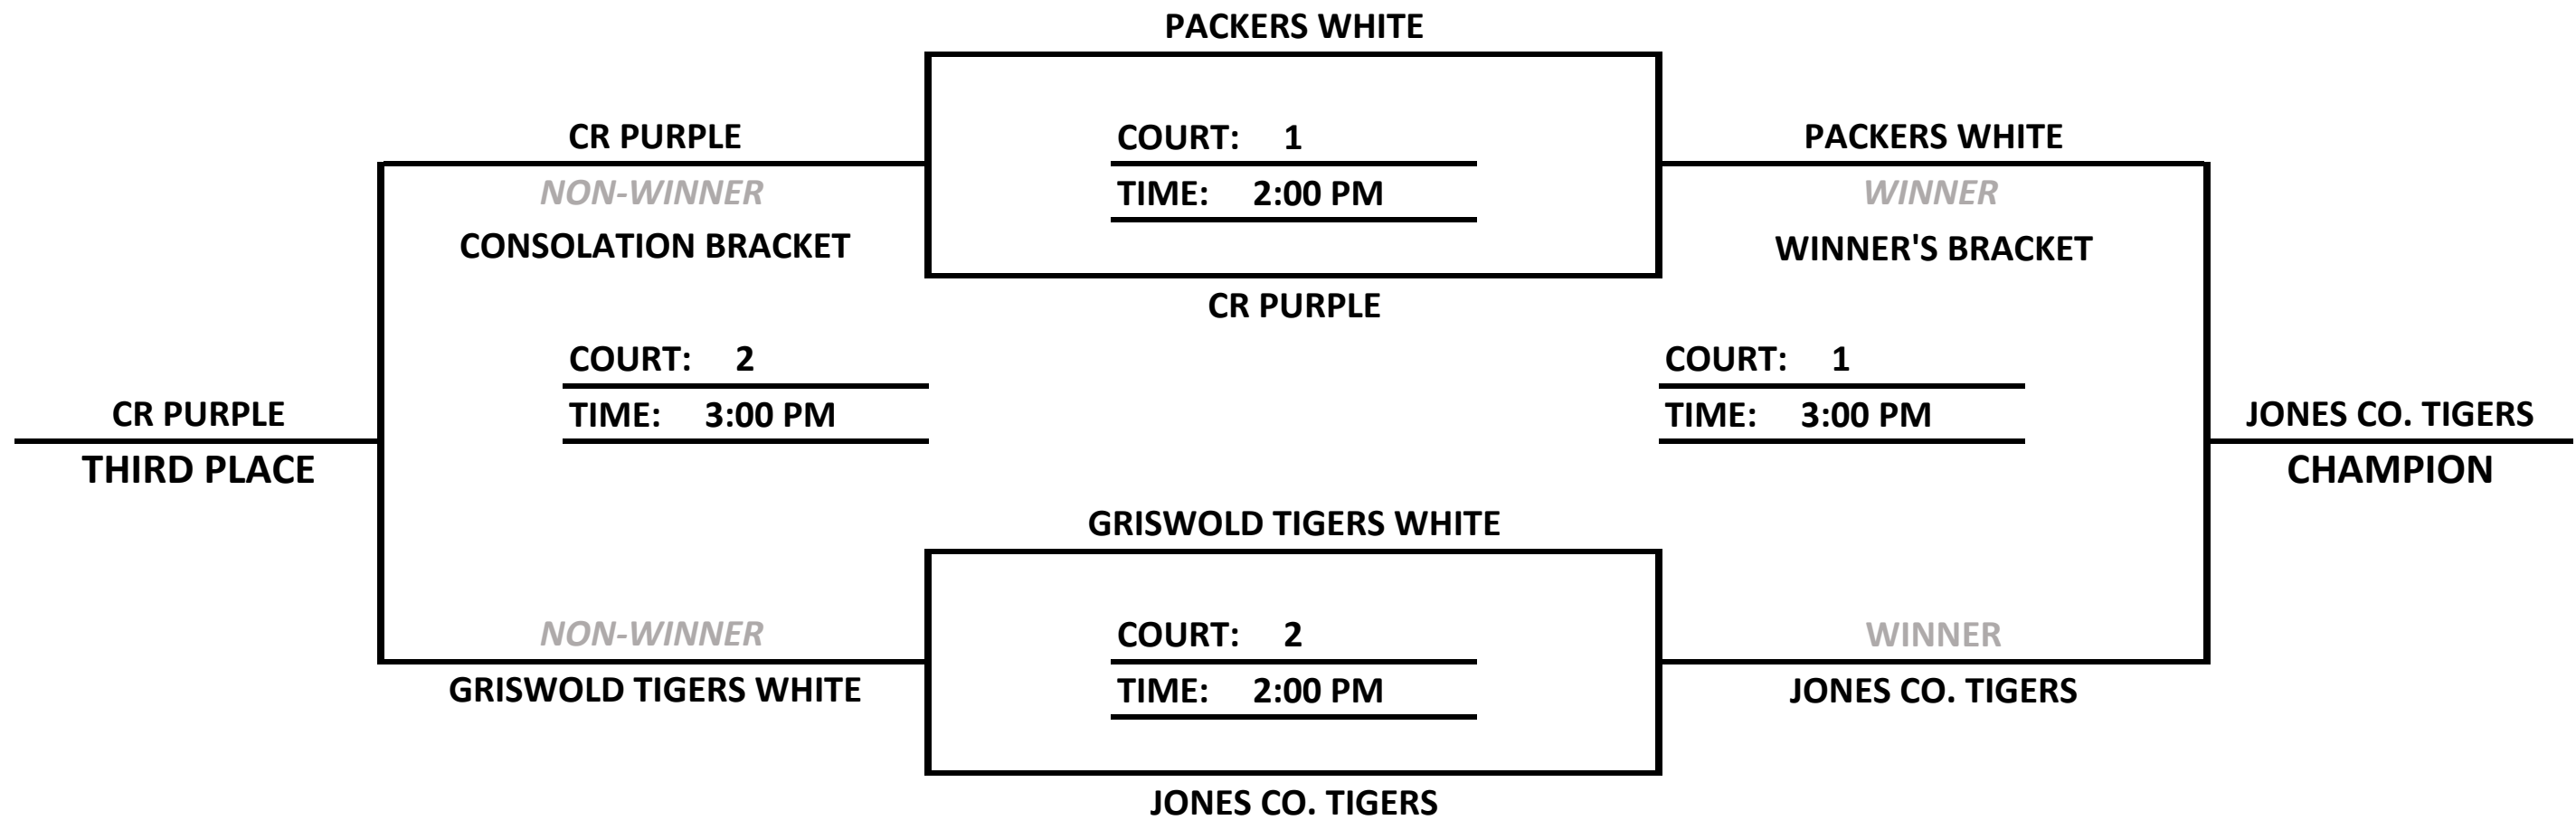 PACKERS WHITE
CR PURPLE
COURT: 1
PACKERS WHITE
NON-WINNER
TIME: 2:00 PM
WINNER
CONSOLATION BRACKET
WINNER'S BRACKET
CR PURPLE
COURT: 2
COURT: 1
CR PURPLE
TIME: 3:00 PM
TIME: 3:00 PM
JONES CO. TIGERS
THIRD PLACE
CHAMPION
GRISWOLD TIGERS WHITE
NON-WINNER
COURT: 2
WINNER
GRISWOLD TIGERS WHITE
TIME: 2:00 PM
JONES CO. TIGERS
JONES CO. TIGERS